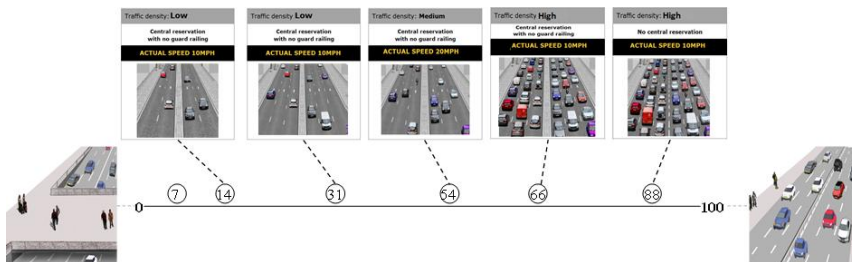 Traffic density: Low
Central reservation
with no guard railing
ACTUAL SPEED 10MPH
Traffic density: Low
Central reservation
with no guard railing
ACTUAL SPEED 10MPH
Traffic density: Medium
Central reservation
with no guard railing
ACTUAL SPEED 20MPH
Traffic density High
Central reservation
with no guard railing
ACTUAL SPEED 10MPH
Traffic density: High
No central reservation
ACTUAL SPEED 10MPH
0 7 14 31 54 66 88 100